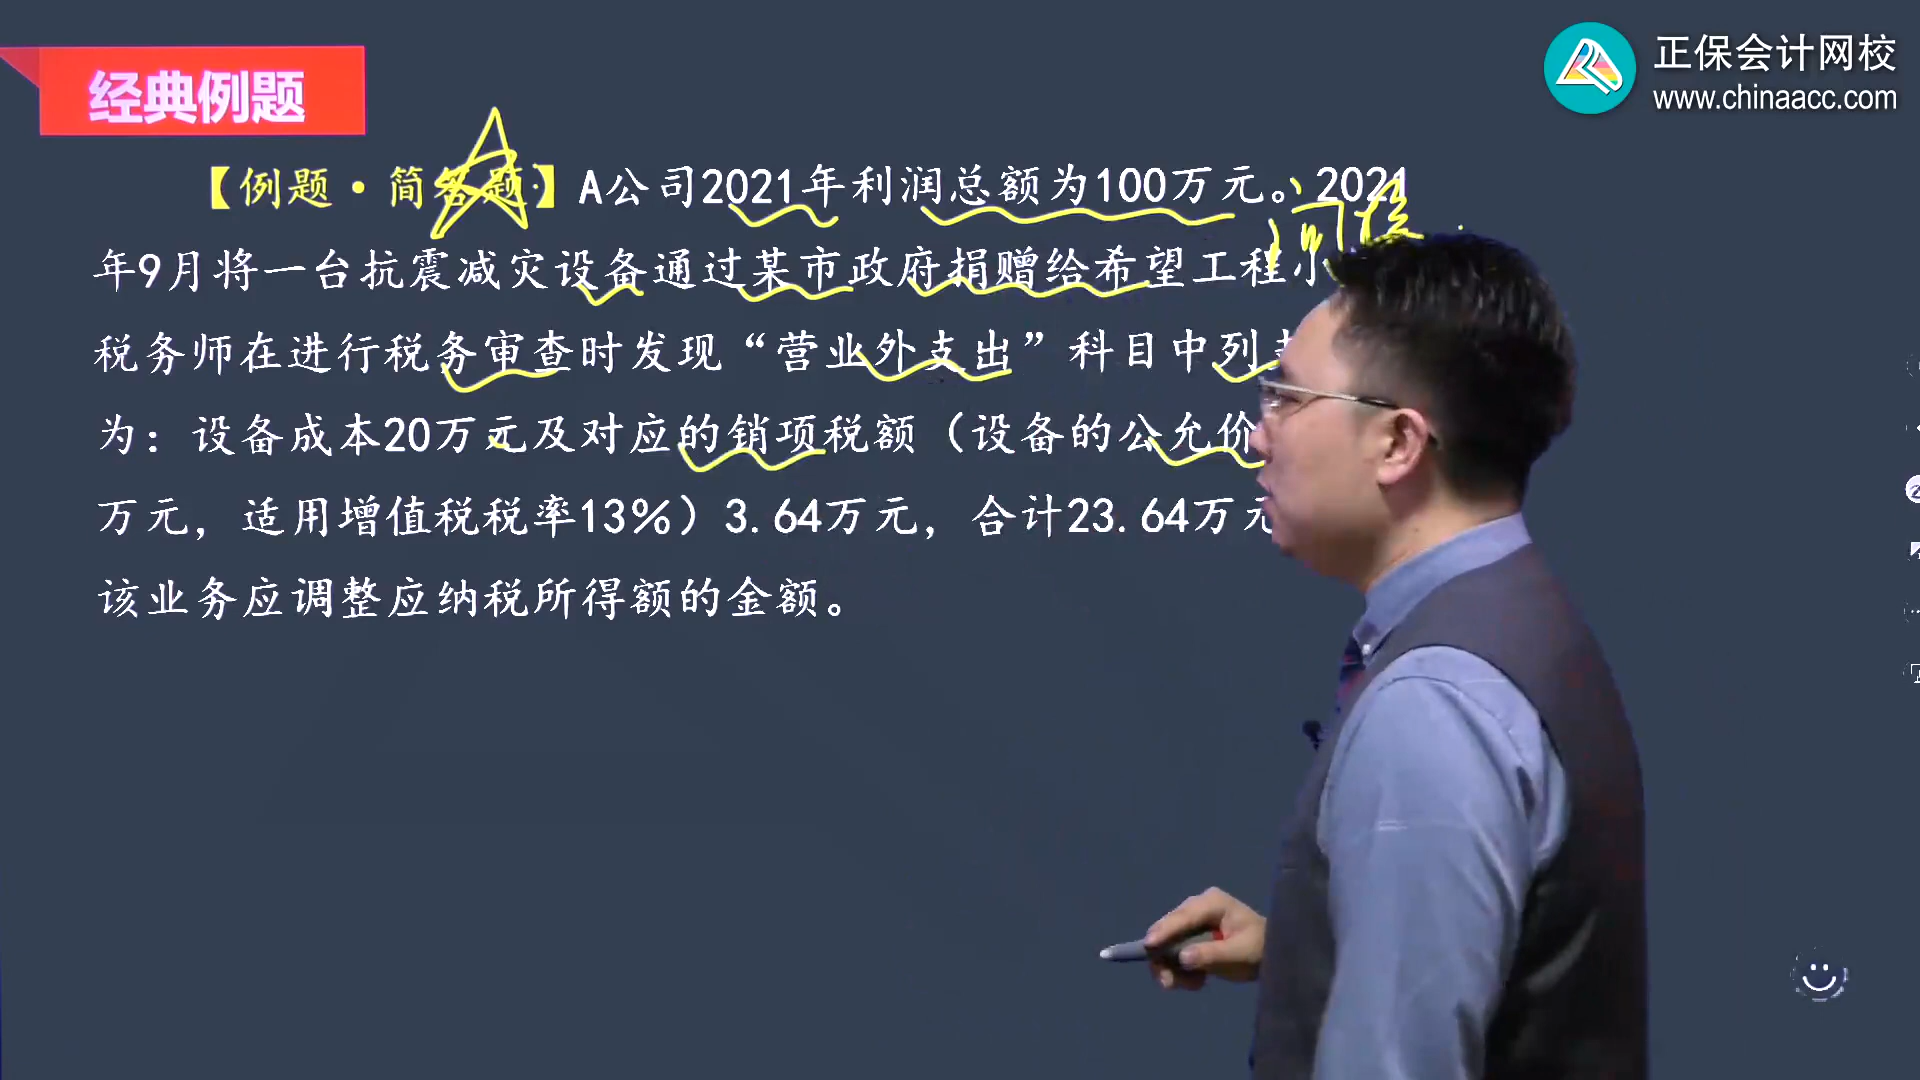 经典例题
正保会计网校
www.chinaacc.com
【例题·简答题】A公司2021年利润总额为100万元。2021
间接
年9月将一台抗震减灾设备通过某市政府捐赠给希望工程
税务师在进行税务审查时发现“营业外支出”科目中列
为：设备成本20万元及对应的销项税额（设备的公允价
万元，适用增值税税率13%）3.64万元，合计23.64万元
该业务应调整应纳税所得额的金额。